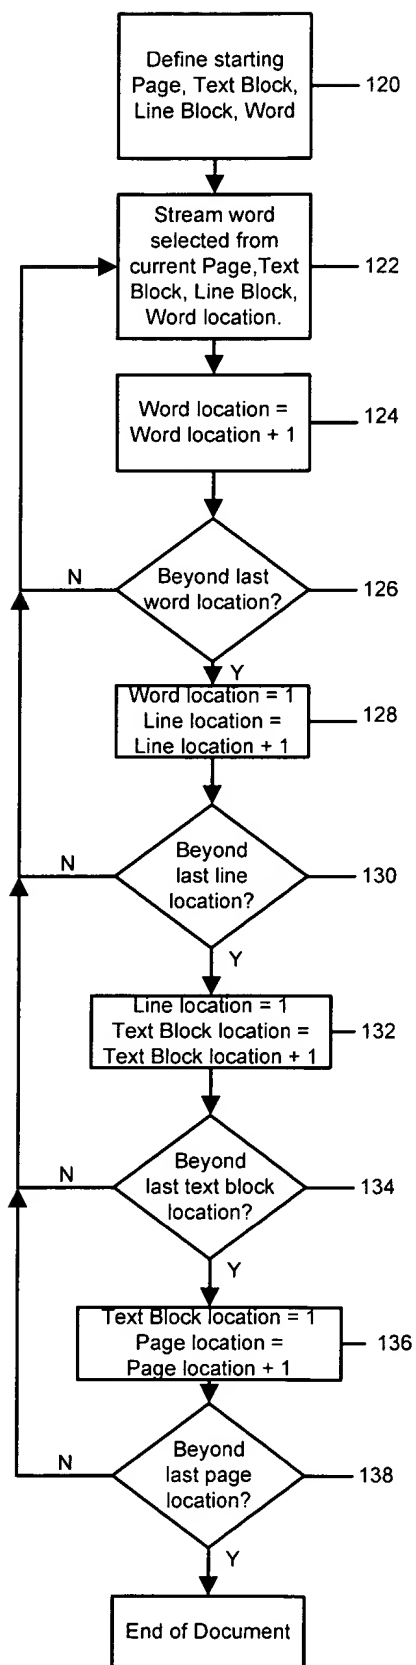 Define starting
Page, Text Block,
Line Block, Word
120
Stream word
selected from
current Page,Text
Block, Line Block,
Word location.
122
Word location =
Word location + 1
124
Beyond last
word location?
126
N
Y
Word location = 1
Line location =
Line location + 1
128
Beyond
last line
location?
130
N
Y
Line location = 1
Text Block location =
Text Block location + 1
132
Beyond
last text block
location?
134
N
Y
Text Block location = 1
Page location =
Page location + 1
136
Beyond
last page
location?
138
N
Y
End of Document